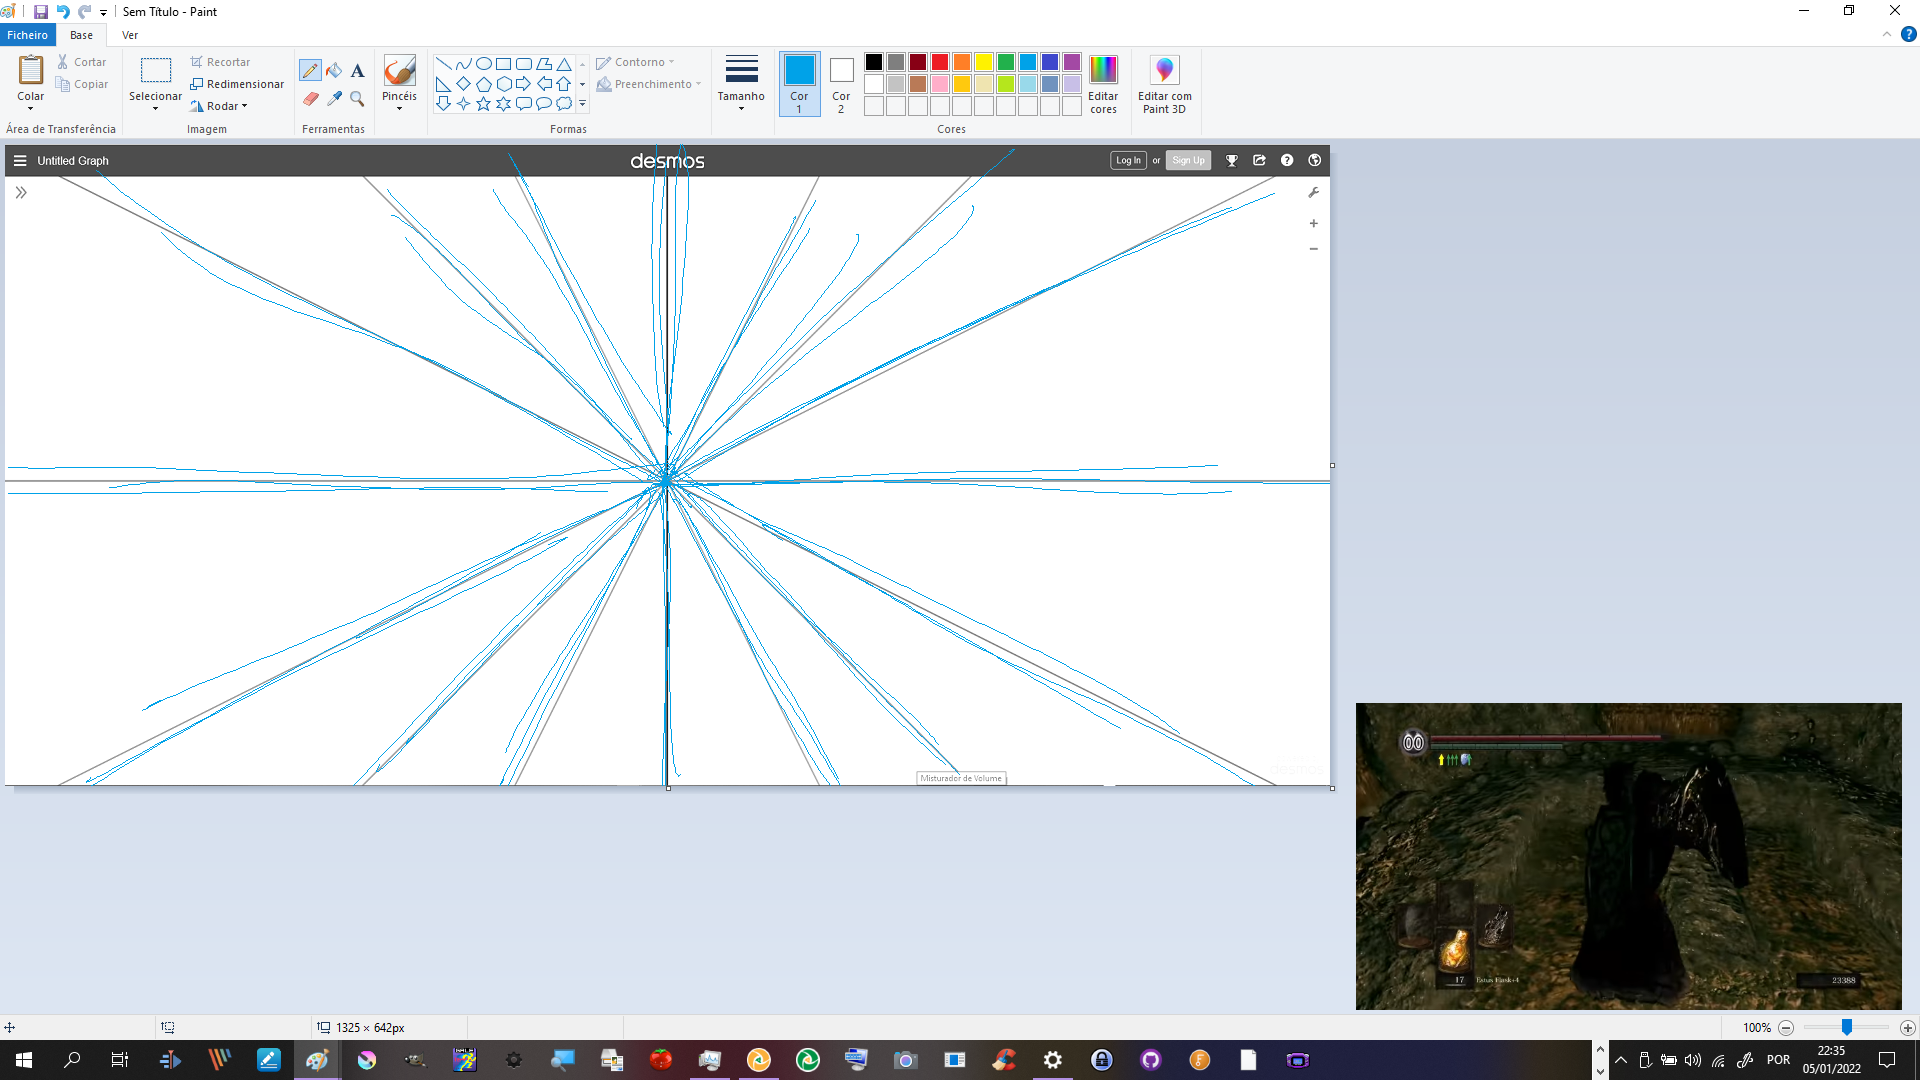 Sem Título - Paint
Ficheiro Base Ver
Colar
Cortar
Copiar
Área de Transferência
Selecionar
Recortar
Redimensionar
Rodar
Imagem
A
Ferramentas
Pincéis
Contorno
Preenchimento
Formas
Tamanho
Cor 1
Cor 2
Editar cores
Cores
Editar com Paint 3D
Untitled Graph
desmos
Log In or Sign Up
Misturador de Volume
00
17 Estus Flask+4
23388
1325 × 642px
100%
POR
22:35
05/01/2022